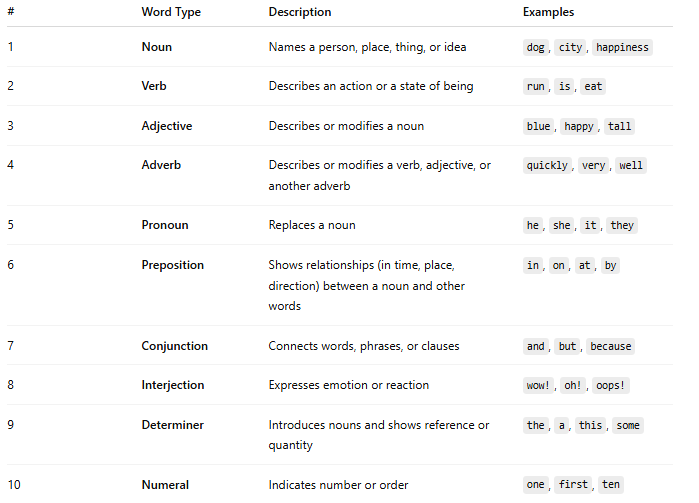 # Word Type Description Examples
1 Noun Names a person, place, thing, or idea dog, city, happiness
2 Verb Describes an action or a state of being run, is, eat
3 Adjective Describes or modifies a noun blue, happy, tall
4 Adverb Describes or modifies a verb, adjective, or quickly, very, well
another adverb
5 Pronoun Replaces a noun he, she, it, they
6 Preposition Shows relationships (in time, place, in, on, at, by
direction) between a noun and other
words
7 Conjunction Connects words, phrases, or clauses and, but, because
8 Interjection Expresses emotion or reaction wow!, oh!, oops!
9 Determiner Introduces nouns and shows reference or the, a, this, some
quantity
10 Numeral Indicates number or order one, first, ten